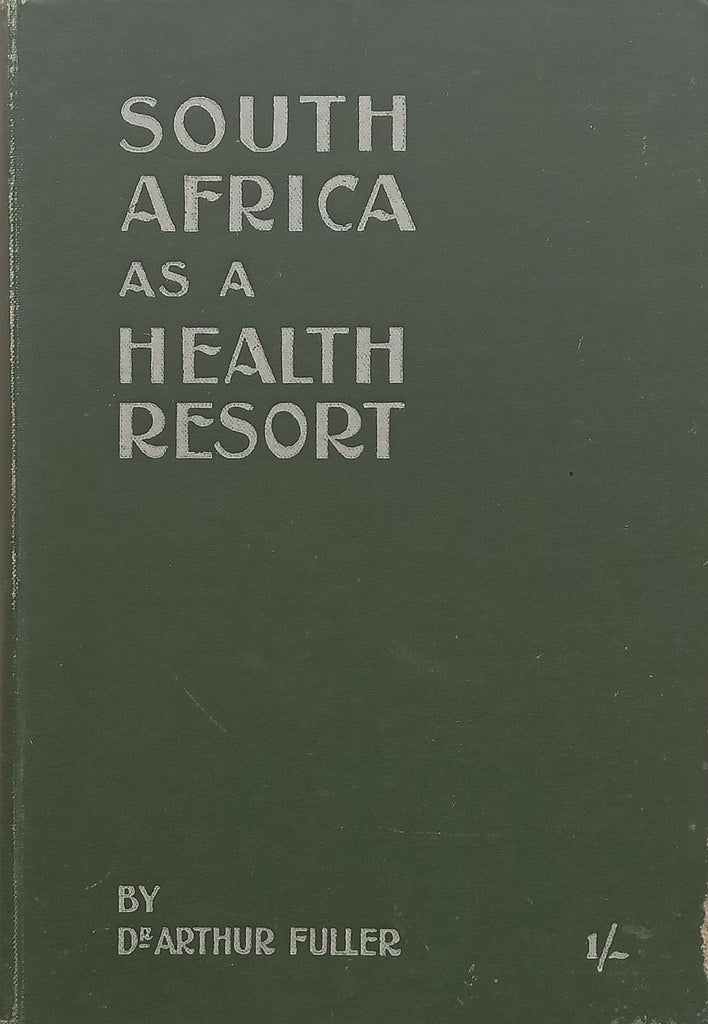 SOUTH
AFRICA
AS A
HEALTH
RESORT
BY
DR ARTHUR FULLER
1/-